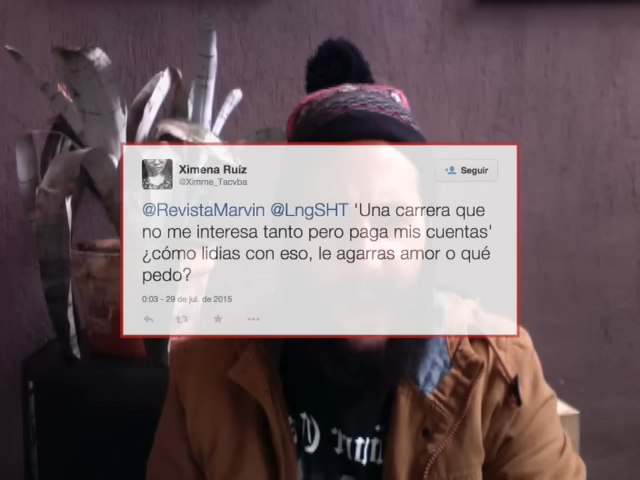 Ximena Ruíz
@Ximme_Tacvba
Seguir
@RevistaMarvin @LngSHT 'Una carrera que
no me interesa tanto pero paga mis cuentas'
¿cómo lidias con eso, le agarras amor o qué
pedo?
0:03 - 29 de jul. de 2015